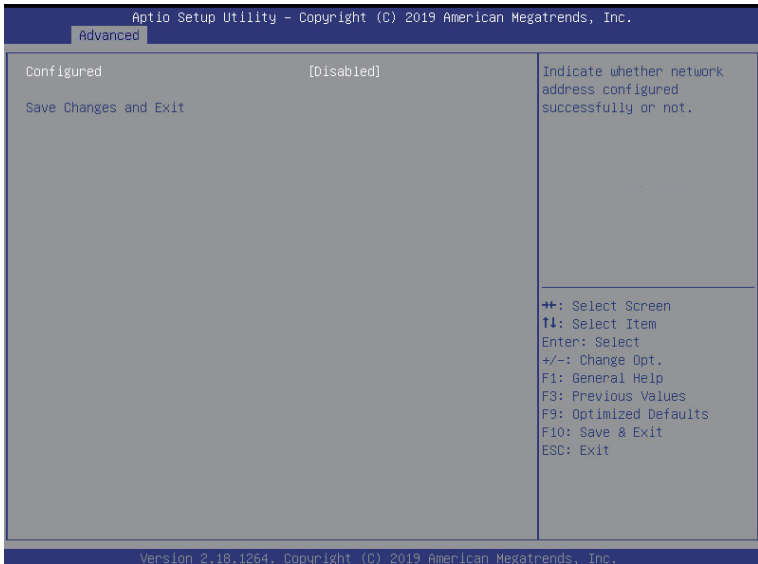 Aptio Setup Utility – Copyright (C) 2019 American Megatrends, Inc.
Advanced
Configured [Disabled]
Save Changes and Exit
Indicate whether network
address configured
successfully or not.
→←: Select Screen
↑↓: Select Item
Enter: Select
+/-: Change Opt.
F1: General Help
F3: Previous Values
F9: Optimized Defaults
F10: Save & Exit
ESC: Exit
Version 2.18.1264. Copyright (C) 2019 American Megatrends, Inc.